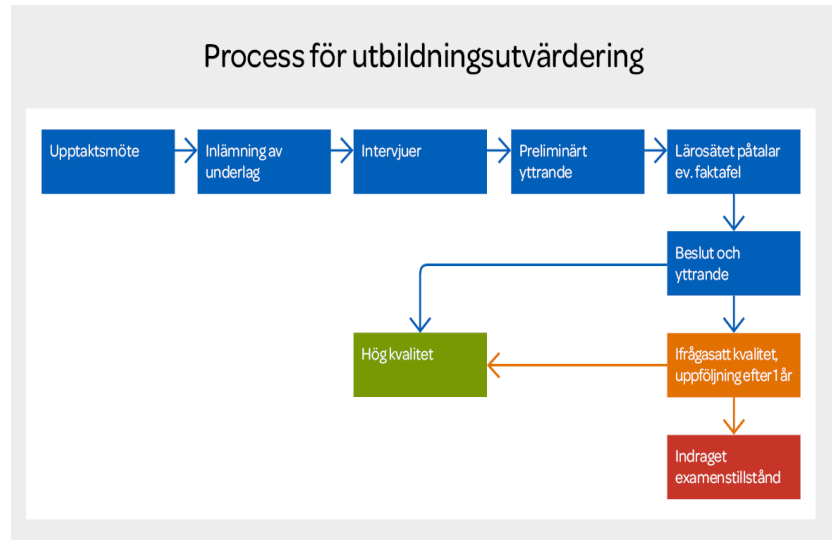 Process för utbildningsutvärdering
Upptaktsmöte
Inlämning av
underlag
Intervjuer
Preliminärt
yttrande
Lärosätet påtalar
ev. faktafel
Beslut och
yttrande
Hög kvalitet
Ifrågasatt kvalitet,
uppföljning efter 1 år
Indraget
examenstillstånd